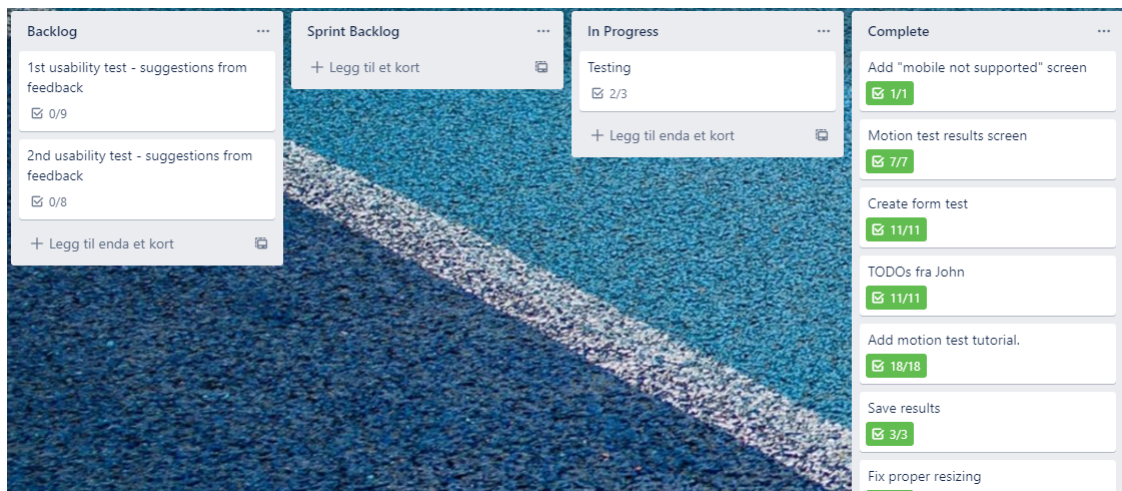 Backlog
1st usability test - suggestions from
feedback
0/9
2nd usability test - suggestions from
feedback
0/8
+ Legg til enda et kort
Sprint Backlog
+ Legg til et kort
In Progress
Testing
2/3
+ Legg til enda et kort
Complete
Add "mobile not supported" screen
1/1
Motion test results screen
7/7
Create form test
11/11
TODOs fra John
11/11
Add motion test tutorial.
18/18
Save results
3/3
Fix proper resizing